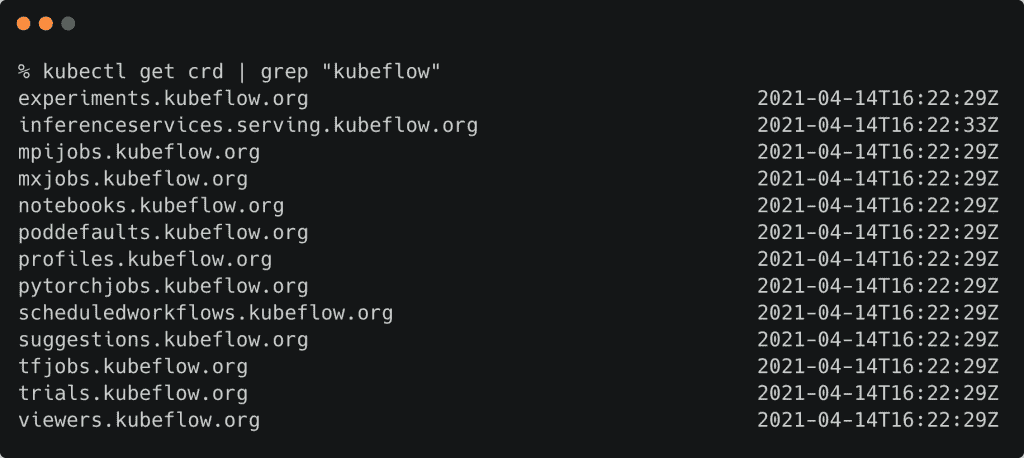 % kubectl get crd | grep "kubeflow"
experiments.kubeflow.org 2021-04-14T16:22:29Z
inferenceservices.serving.kubeflow.org 2021-04-14T16:22:33Z
mpijobs.kubeflow.org 2021-04-14T16:22:29Z
mxjobs.kubeflow.org 2021-04-14T16:22:29Z
notebooks.kubeflow.org 2021-04-14T16:22:29Z
poddefaults.kubeflow.org 2021-04-14T16:22:29Z
profiles.kubeflow.org 2021-04-14T16:22:29Z
pytorchjobs.kubeflow.org 2021-04-14T16:22:29Z
scheduledworkflows.kubeflow.org 2021-04-14T16:22:29Z
suggestions.kubeflow.org 2021-04-14T16:22:29Z
tfjobs.kubeflow.org 2021-04-14T16:22:29Z
trials.kubeflow.org 2021-04-14T16:22:29Z
viewers.kubeflow.org 2021-04-14T16:22:29Z